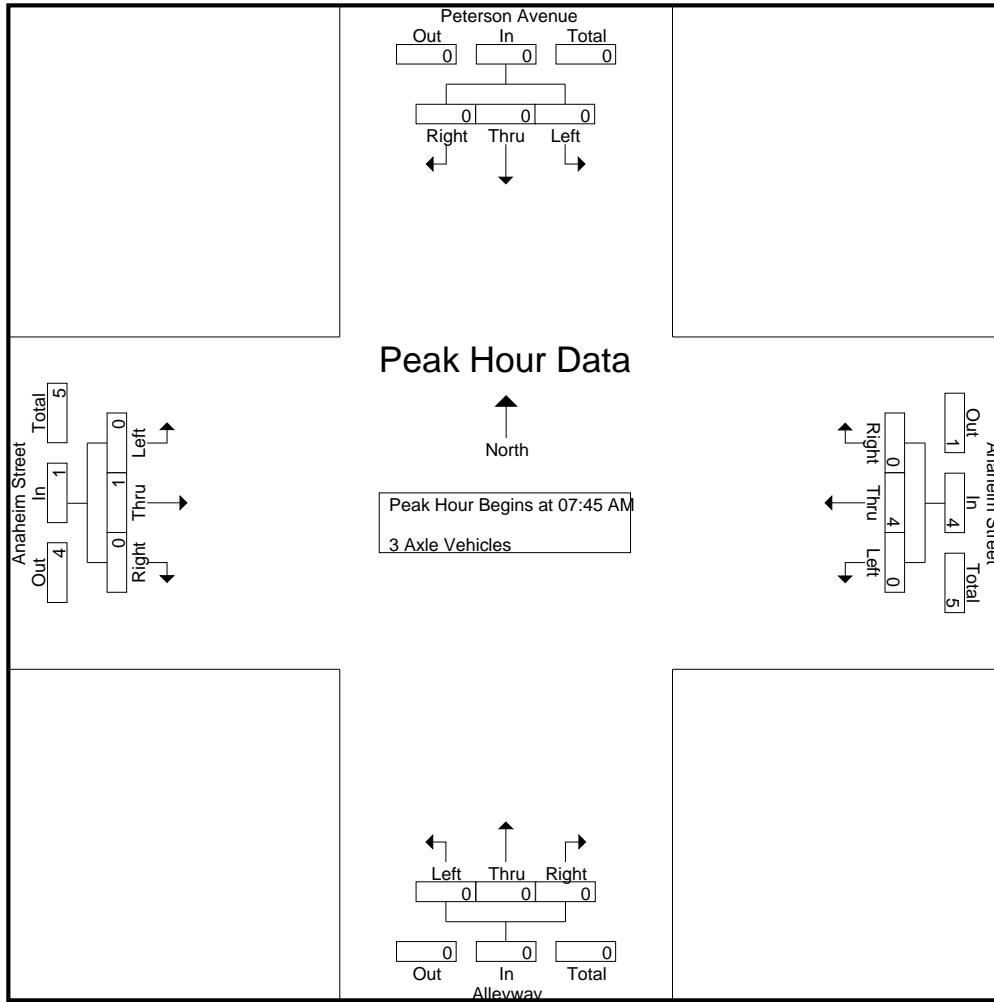 Peterson Avenue
Out In Total
0 0 0
0 0 0
Right Thru Left
Peak Hour Data
North
Peak Hour Begins at 07:45 AM
3 Axle Vehicles
Anaheim Street
Total In Out
5 1 4
0 1 0
Left Thru Right
Right Thru Left
0 4 0
Out In Total
1 4 5
Anaheim Street
Left Thru Right
0 0 0
0 0 0
Out In Total
Alleyway